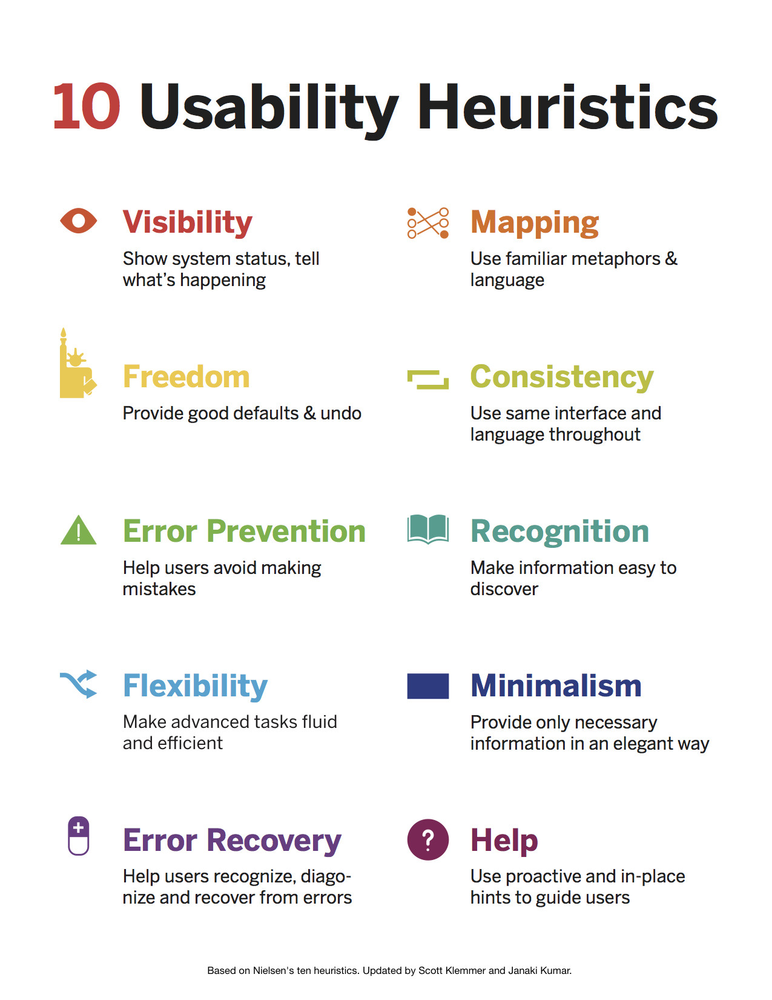 10 Usability Heuristics
Visibility
Show system status, tell
what’s happening
Mapping
Use familiar metaphors &
language
Freedom
Provide good defaults & undo
Consistency
Use same interface and
language throughout
Error Prevention
Help users avoid making
mistakes
Recognition
Make information easy to
discover
Flexibility
Make advanced tasks fluid
and efficient
Minimalism
Provide only necessary
information in an elegant way
Error Recovery
Help users recognize, diago-
nize and recover from errors
Help
Use proactive and in-place
hints to guide users
Based on Nielsen's ten heuristics. Updated by Scott Klemmer and Janaki Kumar.